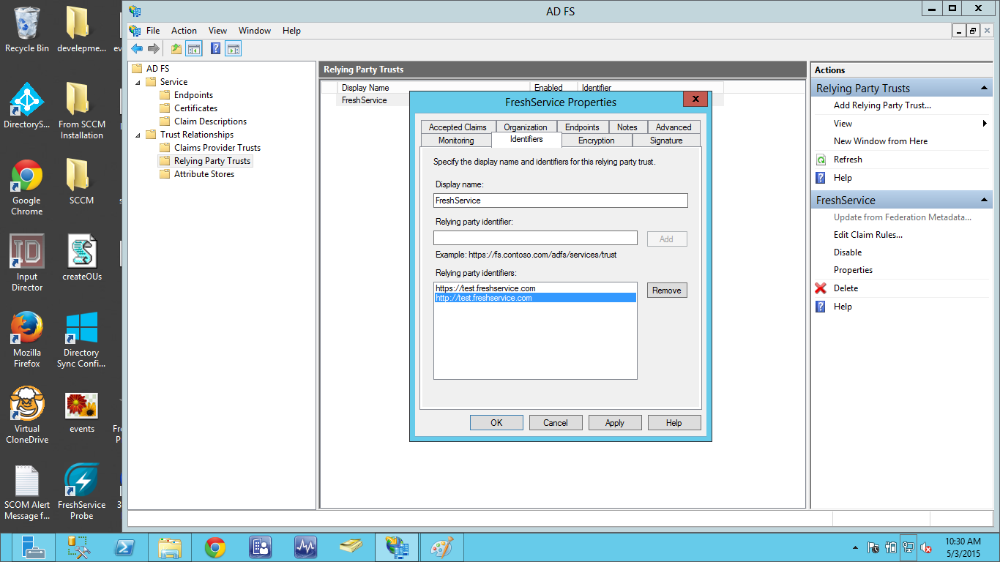 Recycle Bin
developme...
ev
DirectoryS...
From SCCM
Installation
Google
Chrome
SCCM
Input
Director
createOUs
Mozilla
Firefox
Directory
Sync Confi...
Virtual
CloneDrive
events
Fr
P
SCOM Alert
Message f...
FreshService
Probe
3
AD FS
File Action View Window Help
AD FS
Service
Endpoints
Certificates
Claim Descriptions
Trust Relationships
Claims Provider Trusts
Relying Party Trusts
Attribute Stores
Relying Party Trusts
Display Name Enabled Identifier
FreshService
FreshService Properties
Accepted Claims Organization Endpoints Notes Advanced
Monitoring Identifiers Encryption Signature
Specify the display name and identifiers for this relying party trust.
Display name:
FreshService
Relying party identifier:
Add
Example: https://fs.contoso.com/adfs/services/trust
Relying party identifiers:
https://test.freshservice.com
http://test.freshservice.com
Remove
OK Cancel Apply Help
Actions
Relying Party Trusts
Add Relying Party Trust...
View
New Window from Here
Refresh
Help
FreshService
Update from Federation Metadata...
Edit Claim Rules...
Disable
Properties
Delete
Help
10:30 AM
5/3/2015